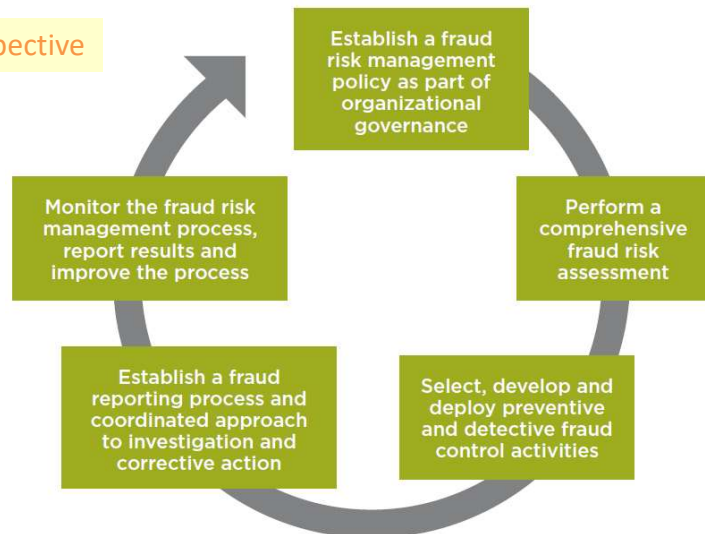 pective
Establish a fraud
risk management
policy as part of
organizational
governance
Perform a
comprehensive
fraud risk
assessment
Select, develop and
deploy preventive
and detective fraud
control activities
Establish a fraud
reporting process and
coordinated approach
to investigation and
corrective action
Monitor the fraud risk
management process,
report results and
improve the process